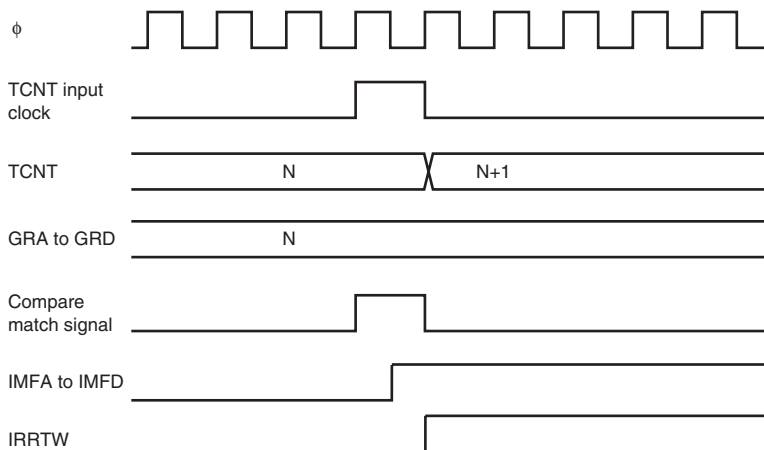 ϕ
TCNT input
clock
TCNT
N
N+1
GRA to GRD
N
Compare
match signal
IMFA to IMFD
IRRTW